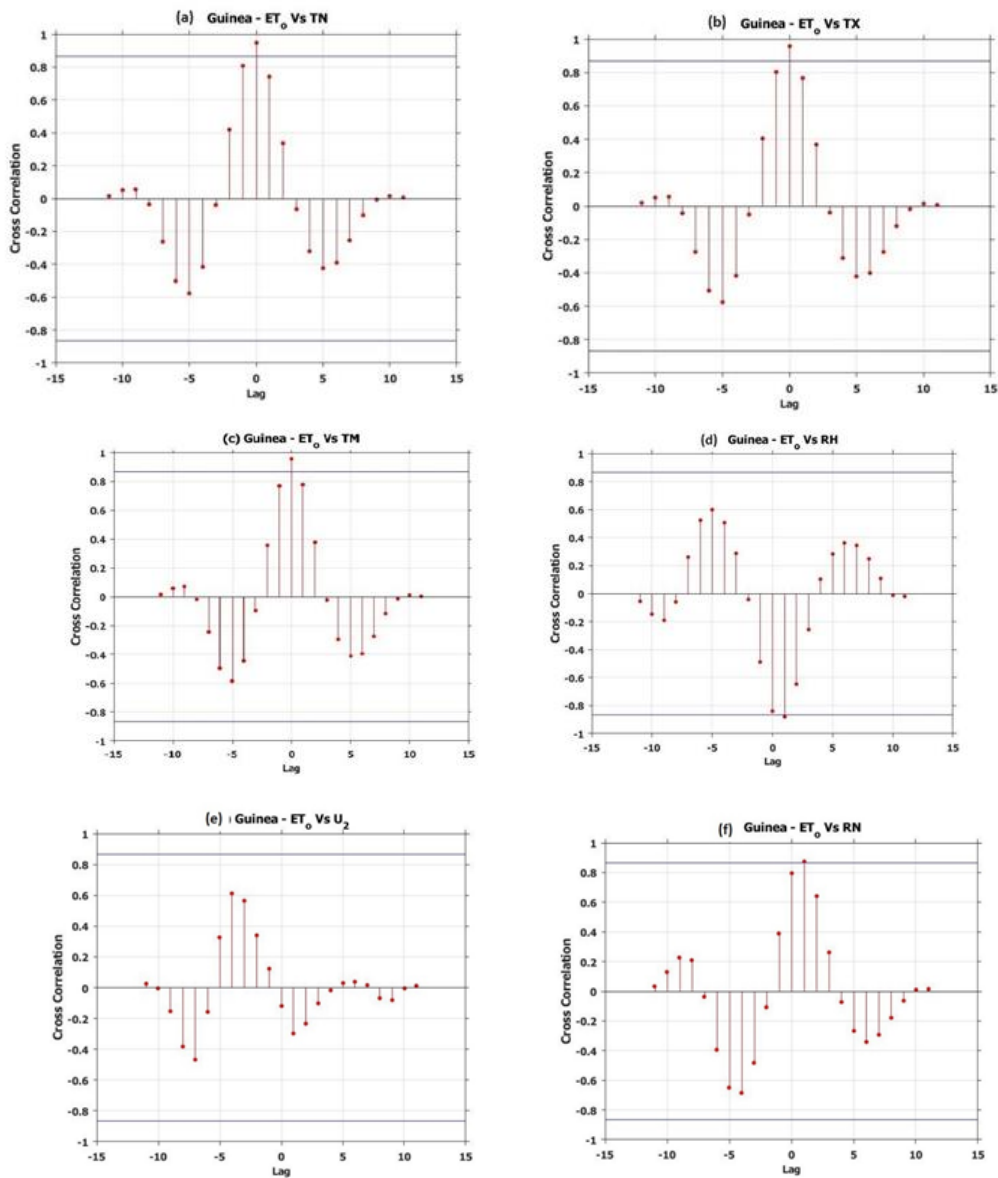 (a) Guinea - ETo Vs TN
1
0.8
0.6
0.4
0.2
0
-0.2
-0.4
-0.6
-0.8
-1
Cross Correlation
-15 -10 -5 0 5 10 15
Lag
(b) Guinea - ETo Vs TX
1
0.8
0.6
0.4
0.2
0
-0.2
-0.4
-0.6
-0.8
-1
Cross Correlation
-15 -10 -5 0 5 10 15
Lag
(c) Guinea - ETo Vs TM
1
0.8
0.6
0.4
0.2
0
-0.2
-0.4
-0.6
-0.8
-1
Cross Correlation
-15 -10 -5 0 5 10 15
Lag
(d) Guinea - ETo Vs RH
1
0.8
0.6
0.4
0.2
0
-0.2
-0.4
-0.6
-0.8
-1
Cross Correlation
-15 -10 -5 0 5 10 15
Lag
(e) ) Guinea - ETo Vs U2
1
0.8
0.6
0.4
0.2
0
-0.2
-0.4
-0.6
-0.8
-1
Cross Correlation
-15 -10 -5 0 5 10 15
Lag
(f) Guinea - ETo Vs RN
1
0.8
0.6
0.4
0.2
0
-0.2
-0.4
-0.6
-0.8
-1
Cross Correlation
-15 -10 -5 0 5 10 15
Lag